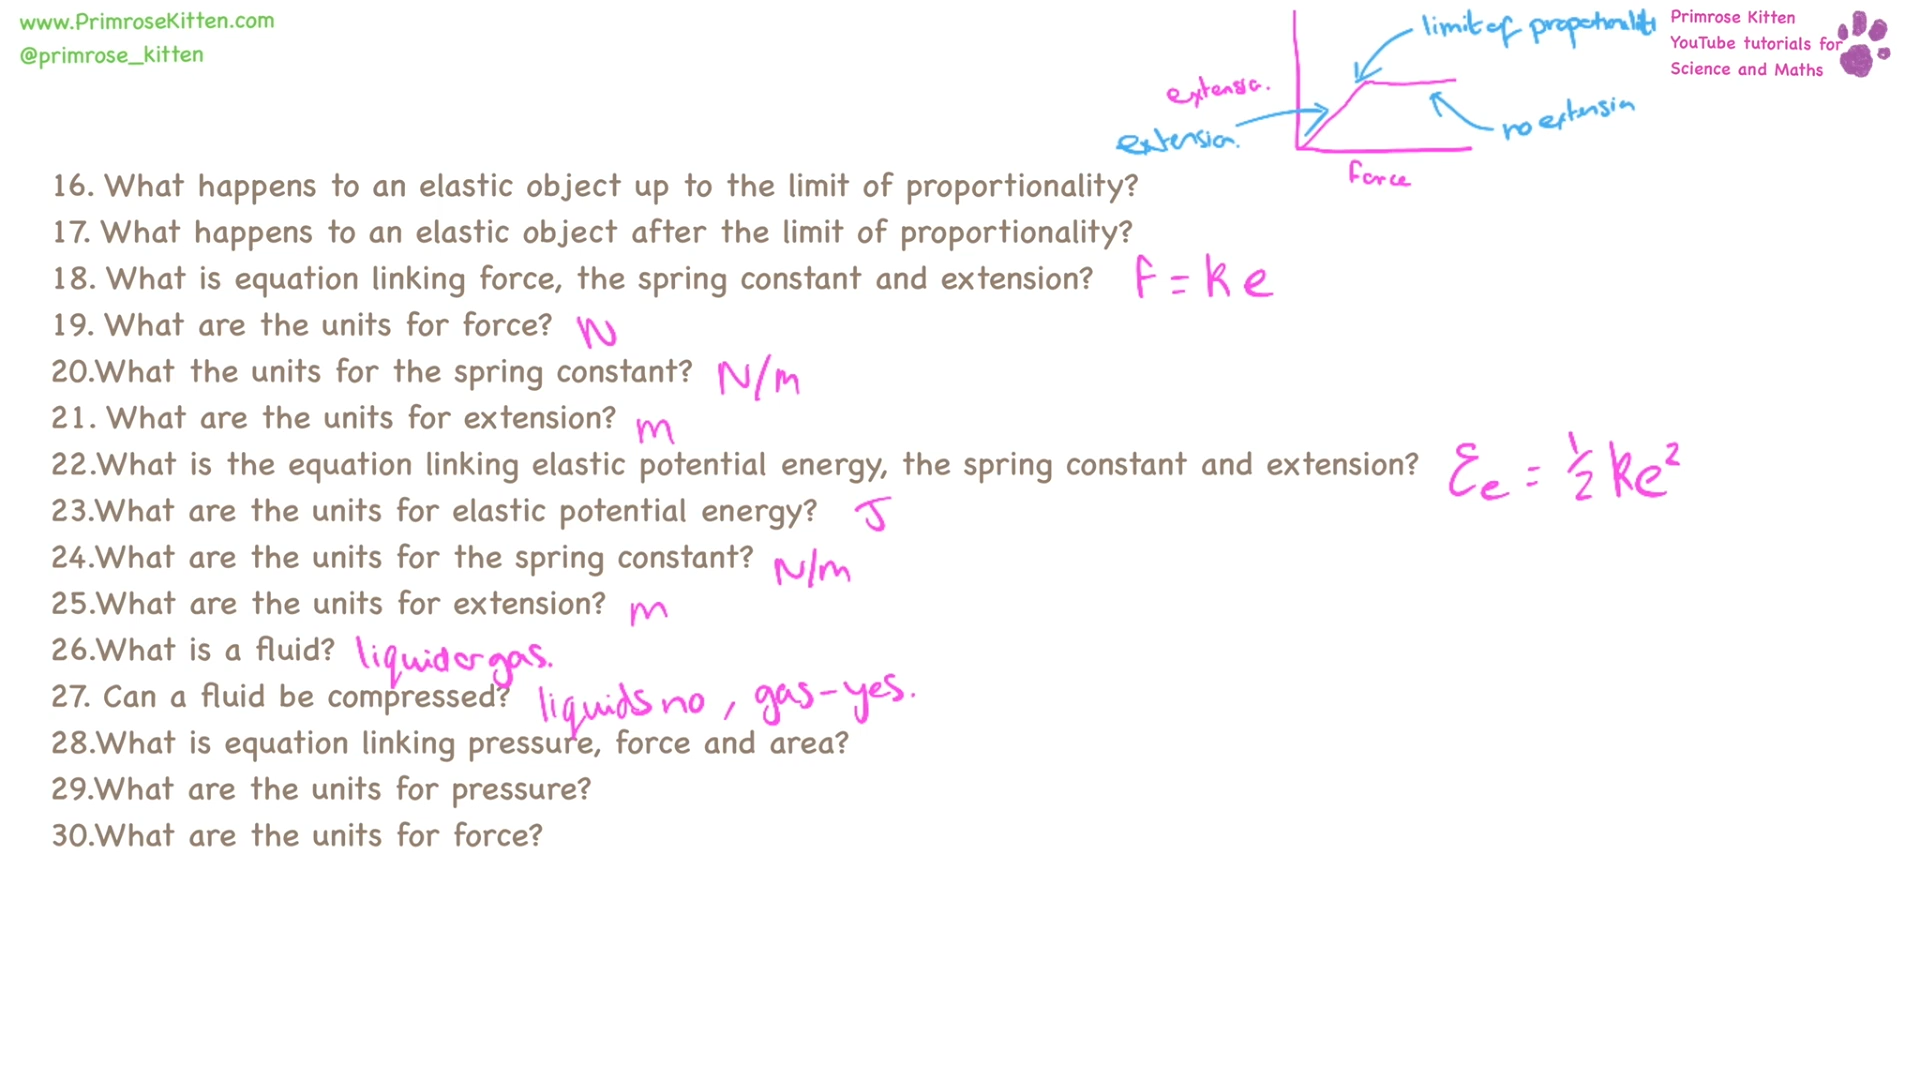 www.PrimroseKitten.com
@primrose_kitten
Primrose Kitten
YouTube tutorials for
Science and Maths
limit of proportionality
extension.
extension.
no extension
force
16. What happens to an elastic object up to the limit of proportionality?
17. What happens to an elastic object after the limit of proportionality?
18. What is equation linking force, the spring constant and extension? F = ke
19. What are the units for force? N
20.What the units for the spring constant? N/m
21. What are the units for extension? m
22.What is the equation linking elastic potential energy, the spring constant and extension? Ee = ½ke²
23.What are the units for elastic potential energy? J
24.What are the units for the spring constant? N/m
25.What are the units for extension? m
26.What is a fluid? liquid or gas.
27. Can a fluid be compressed? liquids no, gas-yes.
28.What is equation linking pressure, force and area?
29.What are the units for pressure?
30.What are the units for force?